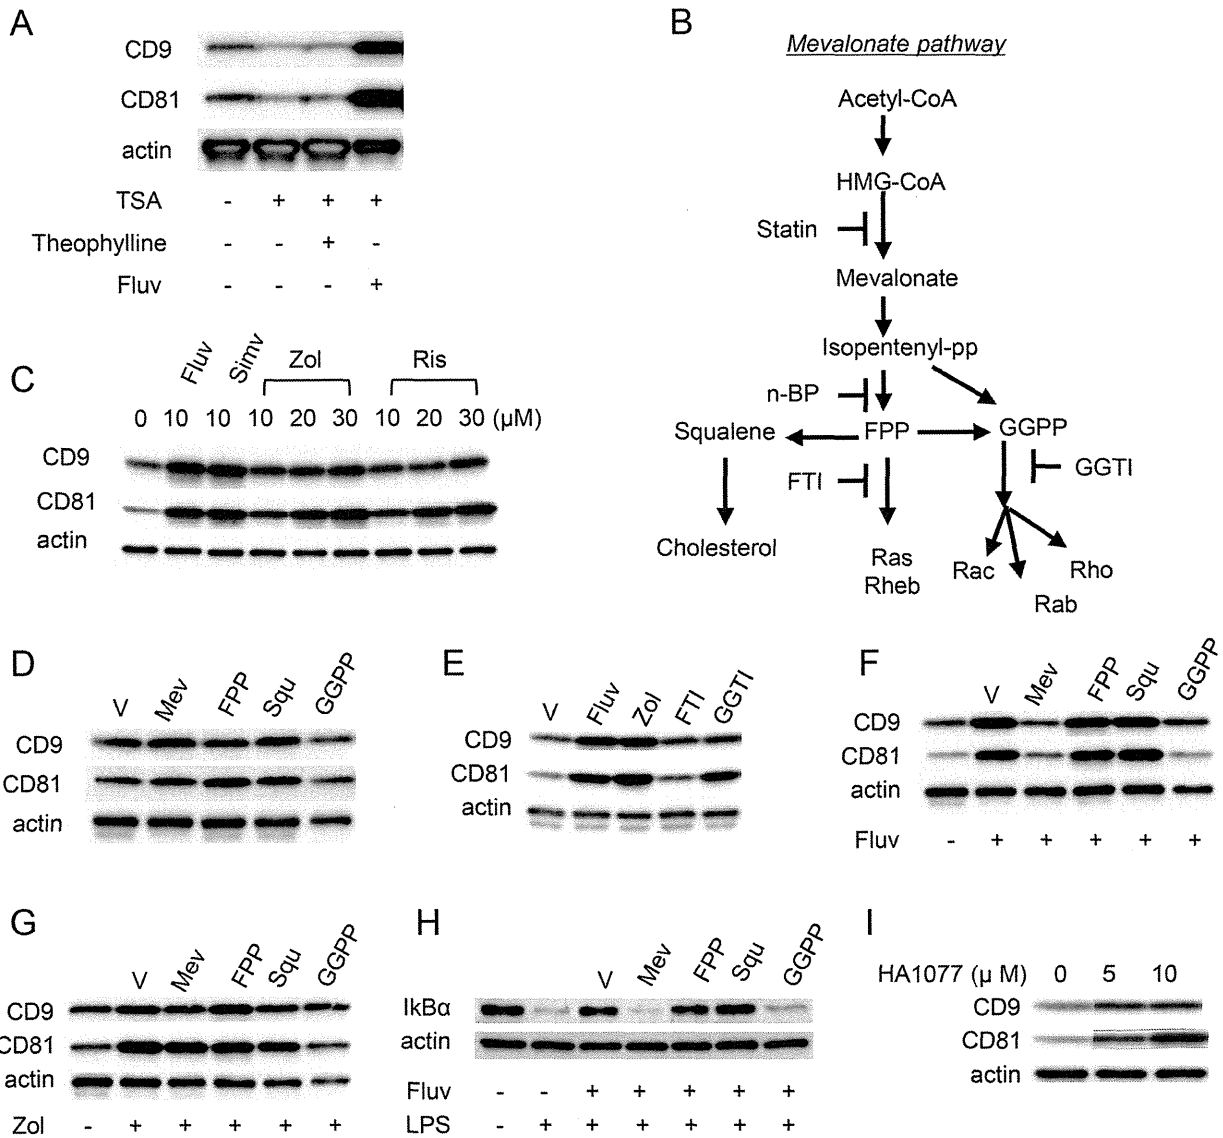 A
CD9
CD81
actin
TSA - + + +
Theophylline - - + -
Fluv - - - +
B
Mevalonate pathway
Acetyl-CoA
HMG-CoA
Statin
Mevalonate
Isopentenyl-pp
n-BP
Squalene FPP GGPP
FTI GGTI
Cholesterol
Ras
Rheb
Rac Rho
Rab
C
Fluv Simv Zol Ris
0 10 10 10 20 30 10 20 30 (μM)
CD9
CD81
actin
D
V Mev FPP Squ GGPP
CD9
CD81
actin
E
V Fluv Zol FTI GGTI
CD9
CD81
actin
F
V Mev FPP Squ GGPP
CD9
CD81
actin
Fluv - + + + + +
G
V Mev FPP Squ GGPP
CD9
CD81
actin
Zol - + + + + +
H
V Mev FPP Squ GGPP
IkBα
actin
Fluv - - + + + + +
LPS - + + + + + +
I
HA1077 (μ M) 0 5 10
CD9
CD81
actin